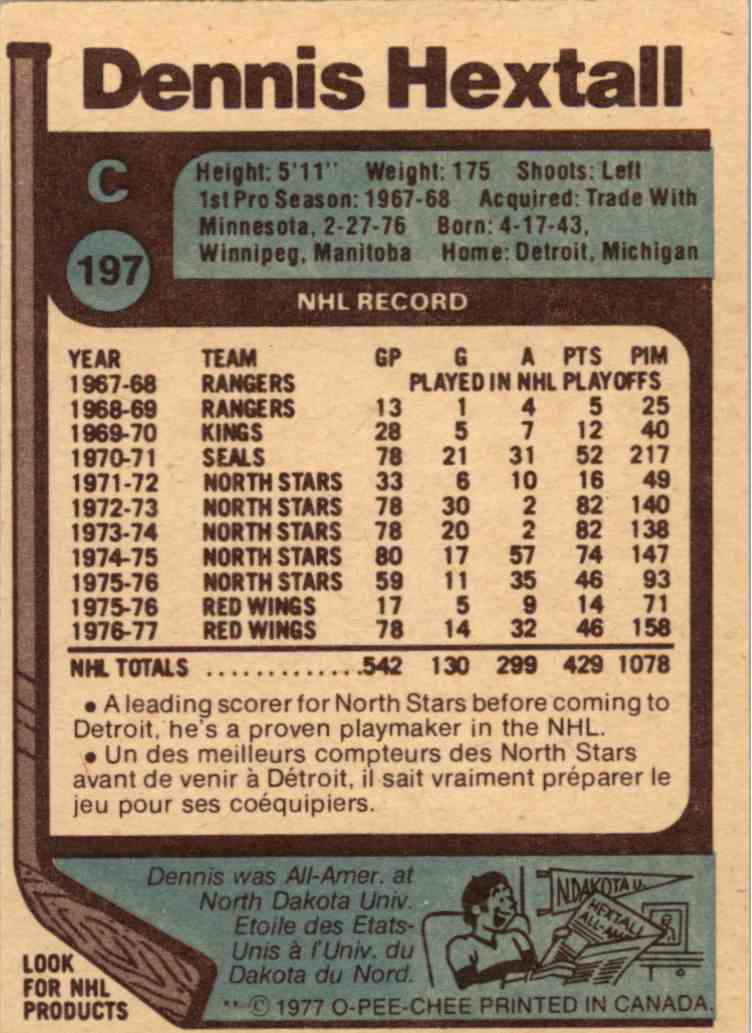 Dennis Hextall
C
Height: 5'11" Weight: 175 Shoots: Left
1st Pro Season: 1967-68 Acquired: Trade With
Minnesota, 2-27-76 Born: 4-17-43,
Winnipeg, Manitoba Home: Detroit, Michigan
197
NHL RECORD
YEAR TEAM GP G A PTS PIM
1967-68 RANGERS PLAYED IN NHL PLAYOFFS
1968-69 RANGERS 13 1 4 5 25
1969-70 KINGS 28 5 7 12 40
1970-71 SEALS 78 21 31 52 217
1971-72 NORTH STARS 33 6 10 16 49
1972-73 NORTH STARS 78 30 2 82 140
1973-74 NORTH STARS 78 20 2 82 138
1974-75 NORTH STARS 80 17 57 74 147
1975-76 NORTH STARS 59 11 35 46 93
1975-76 RED WINGS 17 5 9 14 71
1976-77 RED WINGS 78 14 32 46 158
NHL TOTALS .............542 130 299 429 1078
• A leading scorer for North Stars before coming to
Detroit, he's a proven playmaker in the NHL.
• Un des meilleurs compteurs des North Stars
avant de venir à Détroit, il sait vraiment préparer le
jeu pour ses coéquipiers.
Dennis was All-Amer. at
North Dakota Univ.
Etoile des Etats-
Unis à l'Univ. du
Dakota du Nord.
N.DAKOTA U.
HEXTALL
ALL-AM
LOOK
FOR NHL
PRODUCTS
** © 1977 O-PEE-CHEE PRINTED IN CANADA.